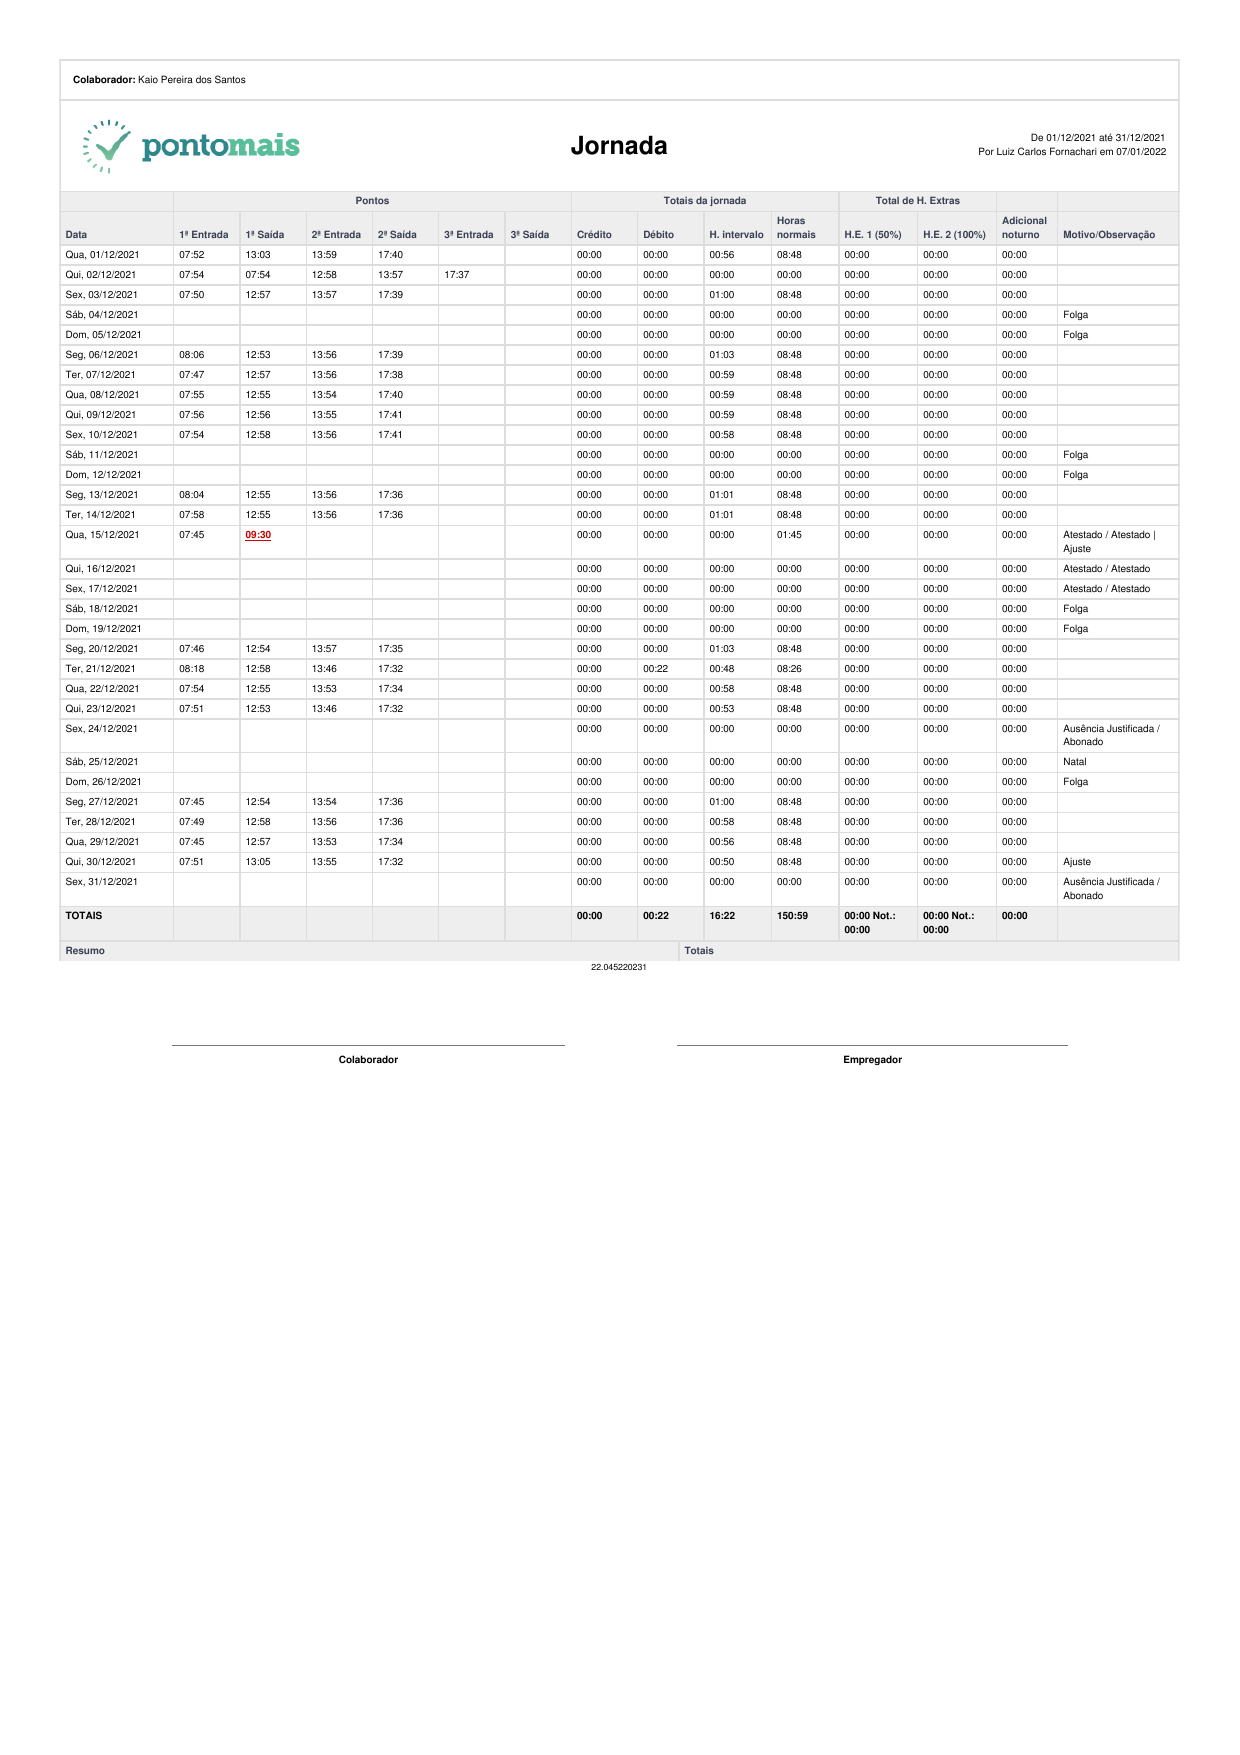 Colaborador: Kaio Pereira dos Santos
pontomais
Jornada
De 01/12/2021 até 31/12/2021
Por Luiz Carlos Fornachari em 07/01/2022
Pontos Totais da jornada Total de H. Extras
Data 1ª Entrada 1ª Saída 2ª Entrada 2ª Saída 3ª Entrada 3ª Saída Crédito Débito H. intervalo Horas normais H.E. 1 (50%) H.E. 2 (100%) Adicional noturno Motivo/Observação
Qua, 01/12/2021 07:52 13:03 13:59 17:40 00:00 00:00 00:56 08:48 00:00 00:00 00:00
Qui, 02/12/2021 07:54 07:54 12:58 13:57 17:37 00:00 00:00 00:00 00:00 00:00 00:00 00:00
Sex, 03/12/2021 07:50 12:57 13:57 17:39 00:00 00:00 01:00 08:48 00:00 00:00 00:00
Sáb, 04/12/2021 00:00 00:00 00:00 00:00 00:00 00:00 00:00 Folga
Dom, 05/12/2021 00:00 00:00 00:00 00:00 00:00 00:00 00:00 Folga
Seg, 06/12/2021 08:06 12:53 13:56 17:39 00:00 00:00 01:03 08:48 00:00 00:00 00:00
Ter, 07/12/2021 07:47 12:57 13:56 17:38 00:00 00:00 00:59 08:48 00:00 00:00 00:00
Qua, 08/12/2021 07:55 12:55 13:54 17:40 00:00 00:00 00:59 08:48 00:00 00:00 00:00
Qui, 09/12/2021 07:56 12:56 13:55 17:41 00:00 00:00 00:59 08:48 00:00 00:00 00:00
Sex, 10/12/2021 07:54 12:58 13:56 17:41 00:00 00:00 00:58 08:48 00:00 00:00 00:00
Sáb, 11/12/2021 00:00 00:00 00:00 00:00 00:00 00:00 00:00 Folga
Dom, 12/12/2021 00:00 00:00 00:00 00:00 00:00 00:00 00:00 Folga
Seg, 13/12/2021 08:04 12:55 13:56 17:36 00:00 00:00 01:01 08:48 00:00 00:00 00:00
Ter, 14/12/2021 07:58 12:55 13:56 17:36 00:00 00:00 01:01 08:48 00:00 00:00 00:00
Qua, 15/12/2021 07:45 09:30 00:00 00:00 00:00 01:45 00:00 00:00 00:00 Atestado / Atestado |
Ajuste
Qui, 16/12/2021 00:00 00:00 00:00 00:00 00:00 00:00 00:00 Atestado / Atestado
Sex, 17/12/2021 00:00 00:00 00:00 00:00 00:00 00:00 00:00 Atestado / Atestado
Sáb, 18/12/2021 00:00 00:00 00:00 00:00 00:00 00:00 00:00 Folga
Dom, 19/12/2021 00:00 00:00 00:00 00:00 00:00 00:00 00:00 Folga
Seg, 20/12/2021 07:46 12:54 13:57 17:35 00:00 00:00 01:03 08:48 00:00 00:00 00:00
Ter, 21/12/2021 08:18 12:58 13:46 17:32 00:00 00:22 00:48 08:26 00:00 00:00 00:00
Qua, 22/12/2021 07:54 12:55 13:53 17:34 00:00 00:00 00:58 08:48 00:00 00:00 00:00
Qui, 23/12/2021 07:51 12:53 13:46 17:32 00:00 00:00 00:53 08:48 00:00 00:00 00:00
Sex, 24/12/2021 00:00 00:00 00:00 00:00 00:00 00:00 00:00 Ausência Justificada /
Abonado
Sáb, 25/12/2021 00:00 00:00 00:00 00:00 00:00 00:00 00:00 Natal
Dom, 26/12/2021 00:00 00:00 00:00 00:00 00:00 00:00 00:00 Folga
Seg, 27/12/2021 07:45 12:54 13:54 17:36 00:00 00:00 01:00 08:48 00:00 00:00 00:00
Ter, 28/12/2021 07:49 12:58 13:56 17:36 00:00 00:00 00:58 08:48 00:00 00:00 00:00
Qua, 29/12/2021 07:45 12:57 13:53 17:34 00:00 00:00 00:56 08:48 00:00 00:00 00:00
Qui, 30/12/2021 07:51 13:05 13:55 17:32 00:00 00:00 00:50 08:48 00:00 00:00 00:00 Ajuste
Sex, 31/12/2021 00:00 00:00 00:00 00:00 00:00 00:00 00:00 Ausência Justificada /
Abonado
TOTAIS 00:00 00:22 16:22 150:59 00:00 Not.: 00:00 Not.: 00:00
00:00 00:00
Resumo Totais
22.045220231
Colaborador Empregador